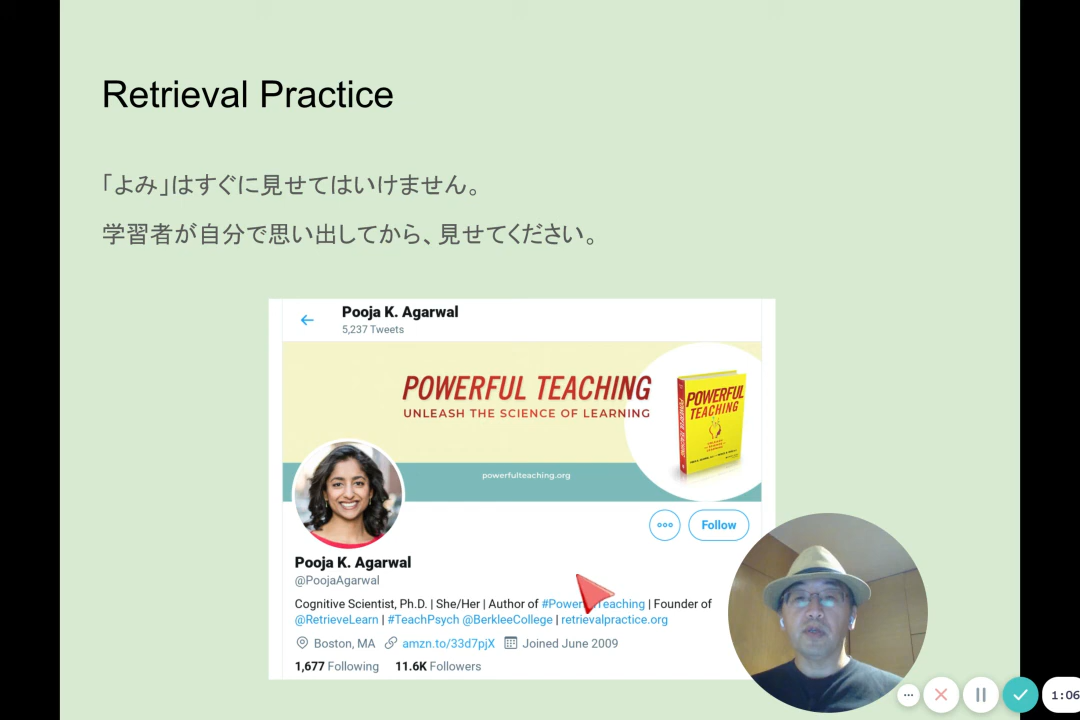 Retrieval Practice
「よみ」はすぐに見せてはいけません。
学習者が自分で思い出してから、見せてください。
Pooja K. Agarwal
5,237 Tweets
POWERFUL TEACHING
UNLEASH THE SCIENCE OF LEARNING
POWERFUL
TEACHING
powerfulteaching.org
Follow
Pooja K. Agarwal
@PoojaAgarwal
Cognitive Scientist, Ph.D. | She/Her | Author of | Founder of
@RetrieveLearn | #TeachPsych @BerkleeCollege | retrievalpractice.org
Boston, MA amzn.to/33d7pjX Joined June 2009
1,677 Following 11.6K Followers
1:06